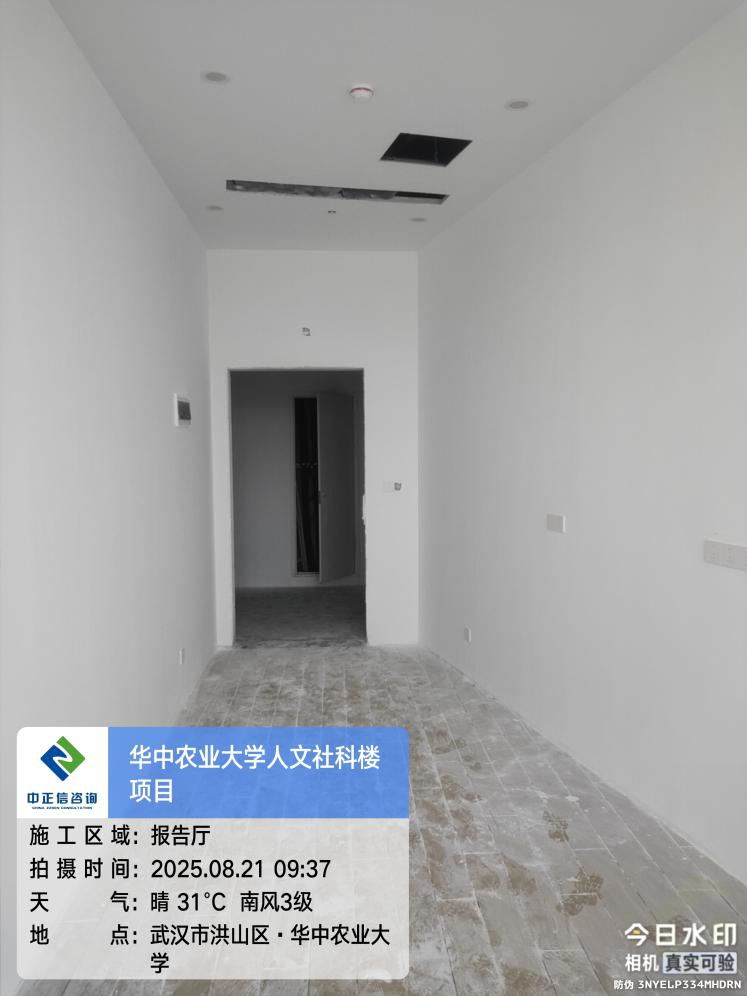 华中农业大学人文社科楼
项目
中正信咨询
CHINA ZIXIN CONSULTATION
施工区域：报告厅
拍摄时间：2025.08.21 09:37
天气：晴 31℃ 南风3级
地点：武汉市洪山区·华中农业大
学
今日水印
相机 真实可验
防伪 3NYELP334MHDRN